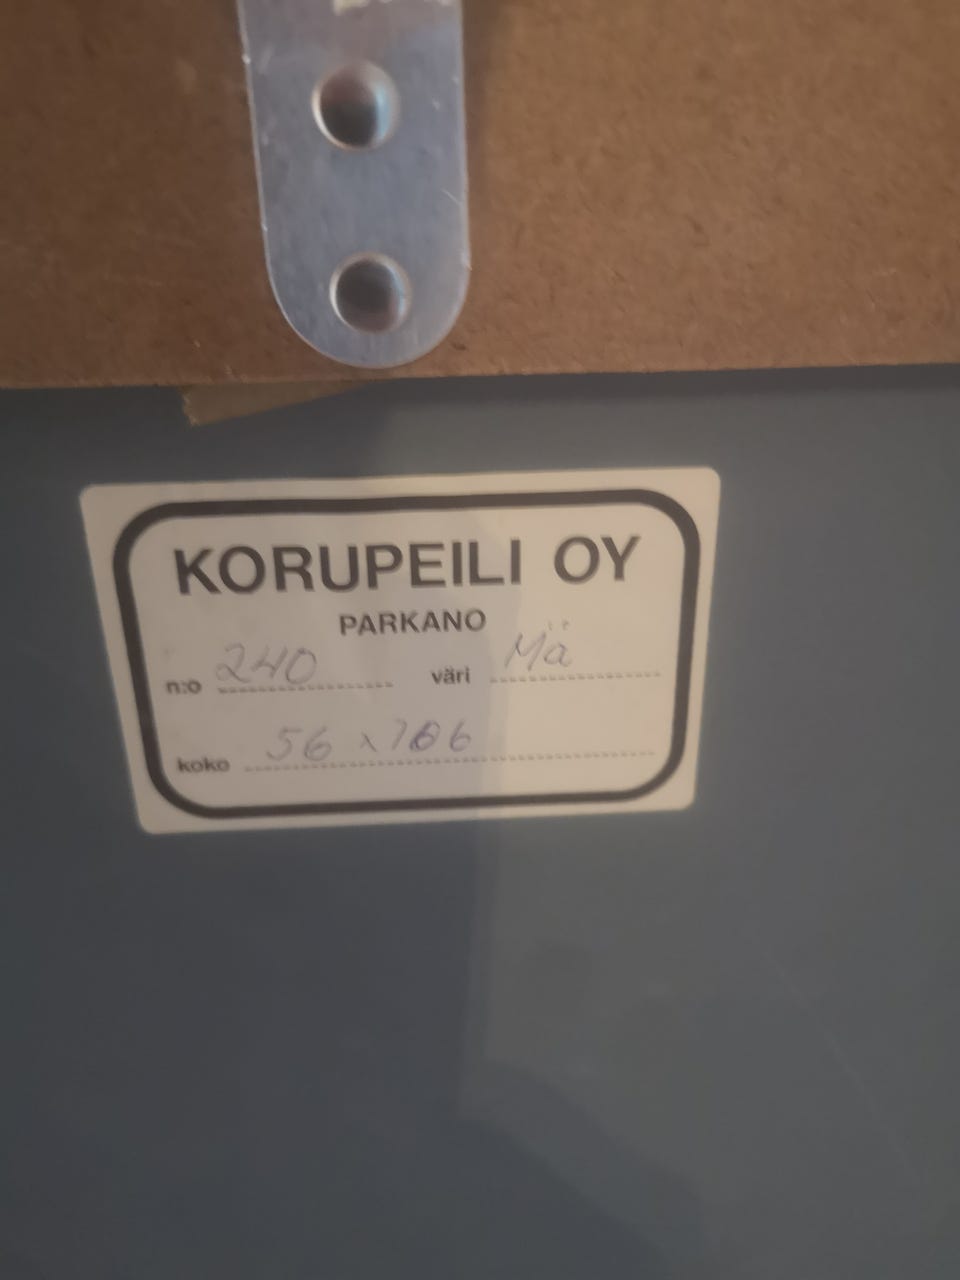 KORUPEILI OY
PARKANO
n:o 240 väri Mä
koko 56 x 106